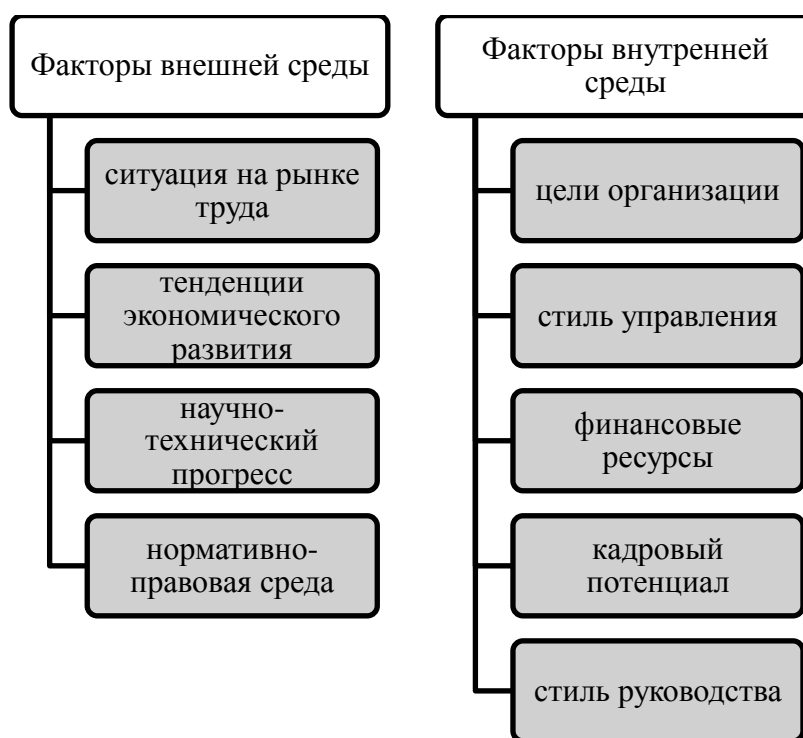 Факторы внешней среды
ситуация на рынке
труда
тенденции
экономического
развития
научно-
технический
прогресс
нормативно-
правовая среда
Факторы внутренней
среды
цели организации
стиль управления
финансовые
ресурсы
кадровый
потенциал
стиль руководства